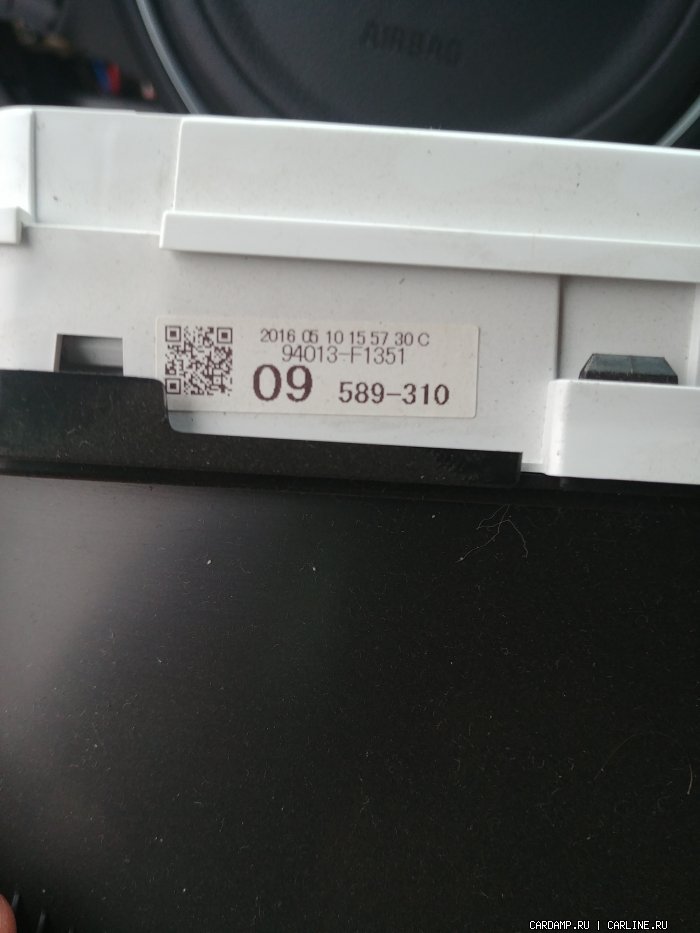 AIRBAG
2016 05 10 15 57 30 C
94013-F1351
09 589-310
CARDAMP.RU | CARLINE.RU